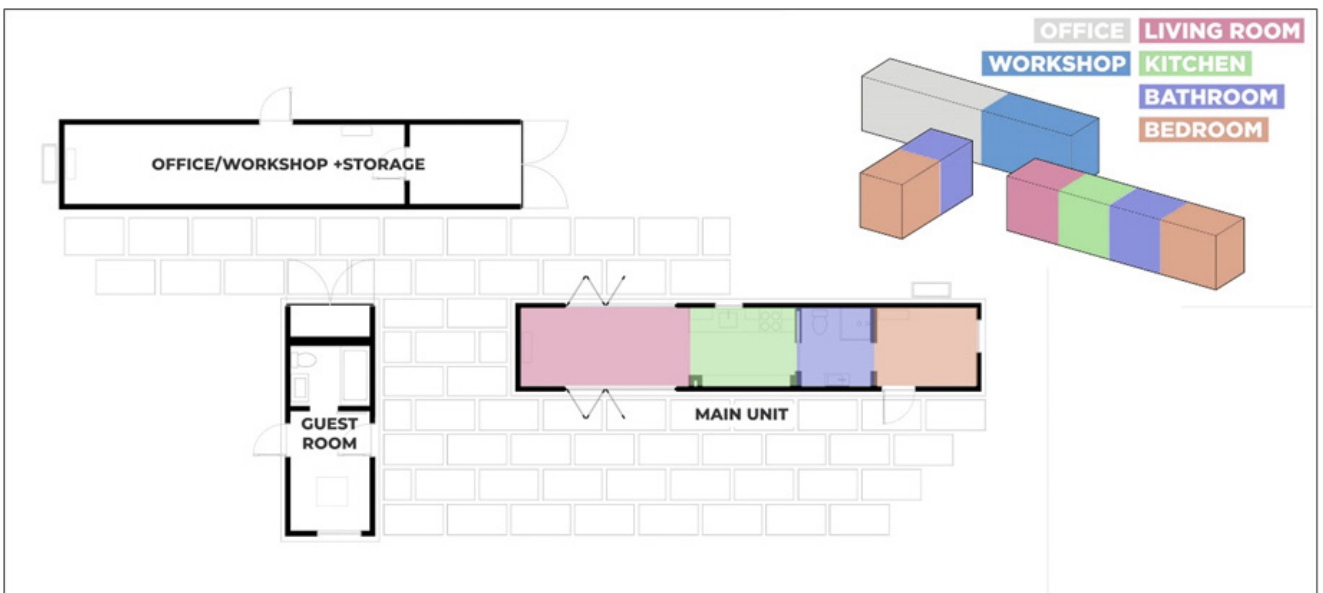 OFFICE LIVING ROOM
WORKSHOP KITCHEN
BATHROOM
BEDROOM
OFFICE/WORKSHOP +STORAGE
MAIN UNIT
GUEST
ROOM